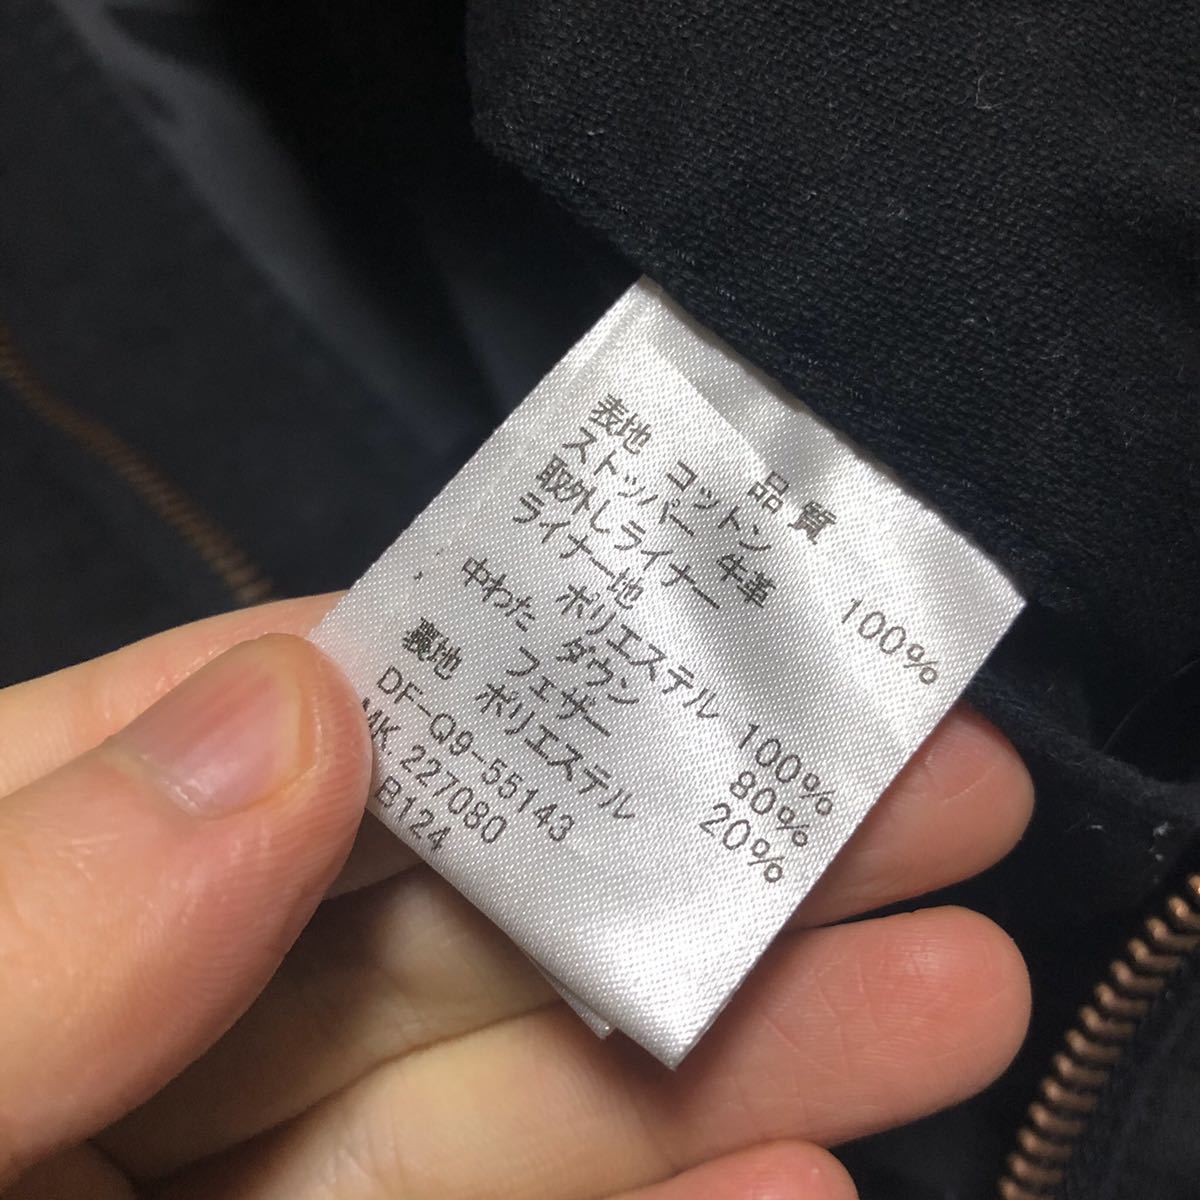 品質
表地 コットン 100%
ストッパー 牛革
取外しライナー
ライナー地 ポリエステル 100%
中わた ダウン 80%
フェザー 20%
裏地 ポリエステル
DF-Q9-55143
MK 227080
B124